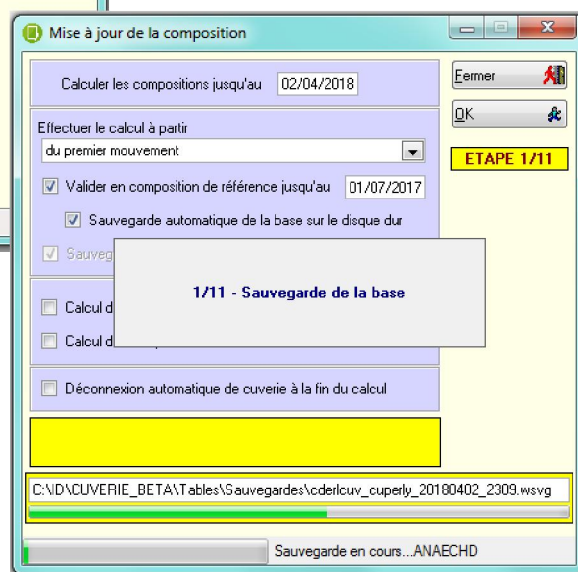 Mise à jour de la composition
Calculer les compositions jusqu'au 02/04/2018
Fermer
OK
ETAPE 1/11
Effectuer le calcul à partir
du premier mouvement
Valider en composition de référence jusqu'au 01/07/2017
Sauvegarde automatique de la base sur le disque dur
Sauveg
1/11 - Sauvegarde de la base
Calcul d
Calcul d
Déconnexion automatique de cuverie à la fin du calcul
C:\ID\CUVERIE_BETA\Tables\Sauvegardes\cderlcuv_cuperly_20180402_2309.wsvg
Sauvegarde en cours...ANAECHD